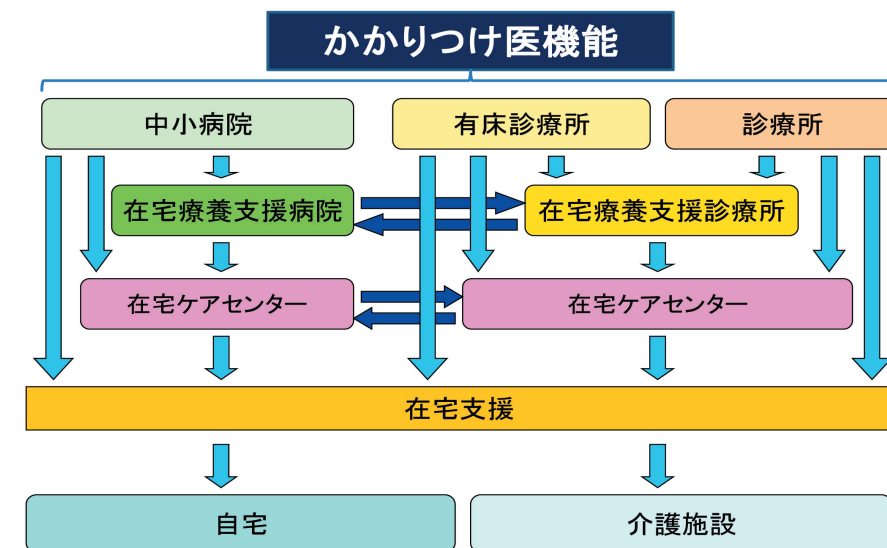 かかりつけ医機能
中小病院
有床診療所
診療所
在宅療養支援病院
在宅療養支援診療所
在宅ケアセンター
在宅ケアセンター
在宅支援
自宅
介護施設